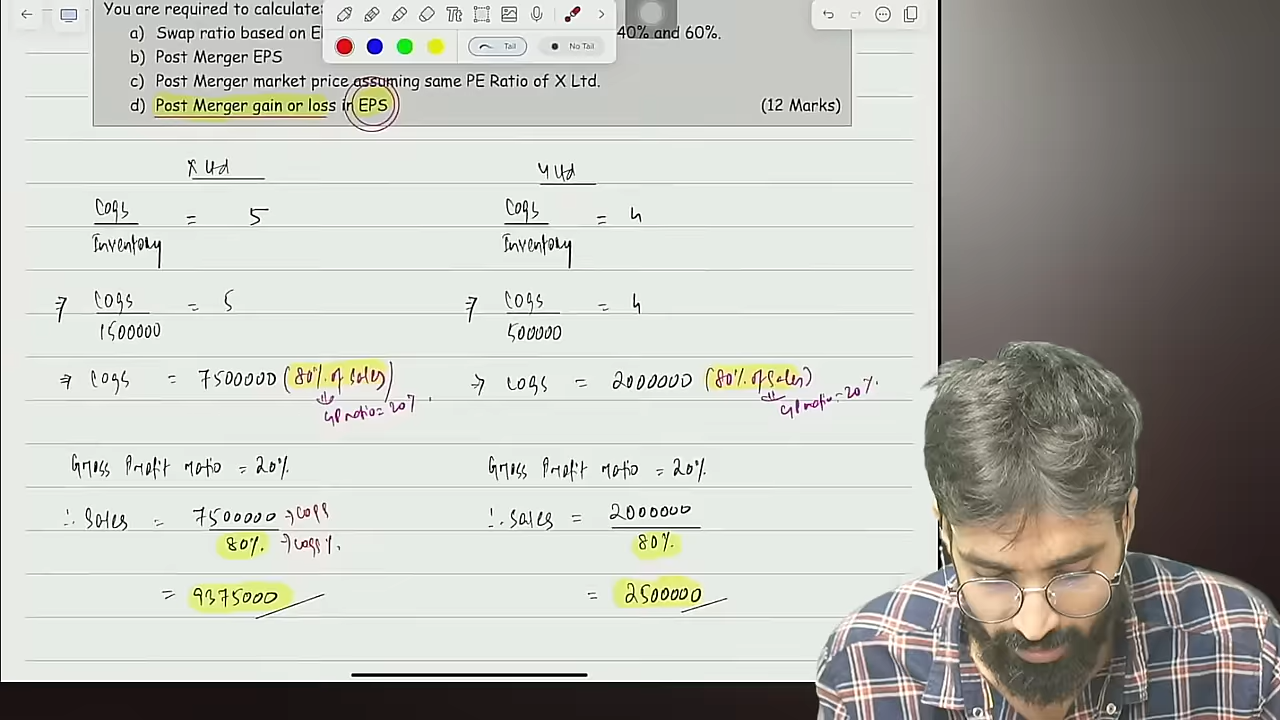 You are required to calculate:
a) Swap ratio based on E 40% and 60%.
b) Post Merger EPS
c) Post Merger market price assuming same PE Ratio of X Ltd.
d) Post Merger gain or loss in EPS (12 Marks)
Tt
Tail
No Tail
X Ltd
Y Ltd
Cogs
Inventory
= 5
Cogs
Inventory
= 4
⇒ Cogs
1500000
= 5
⇒ Cogs
500000
= 4
⇒ Cogs = 7500000 (80% of sales)
GP ratio = 20%.
⇒ Cogs = 2000000 (80% of sales)
GP ratio = 20%.
Gross Profit ratio = 20%
Gross Profit ratio = 20%
∴ Sales = 7500000 → Cogs
80% → Cogs %.
∴ Sales = 2000000
80%
= 9375000
= 2500000